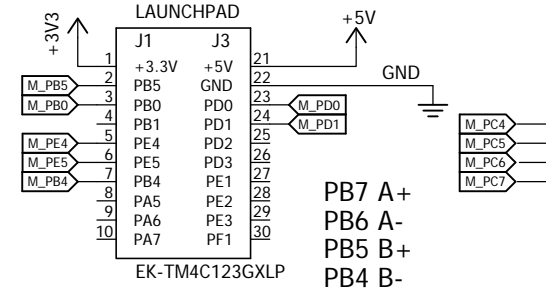 LAUNCHPAD
+3V3
+5V
J1 J3
1 +3.3V +5V 21
M_PB5 2 PB5 GND 22 GND
M_PB0 3 PB0 PD0 23 M_PD0
4 PB1 PD1 24 M_PD1
M_PE4 5 PE4 PD2 25
M_PE5 6 PE5 PD3 26
M_PB4 7 PB4 PE1 27
8 PA5 PE2 28
9 PA6 PE3 29
10 PA7 PF1 30
EK-TM4C123GXLP
M_PC4
M_PC5
M_PC6
M_PC7
PB7 A+
PB6 A-
PB5 B+
PB4 B-